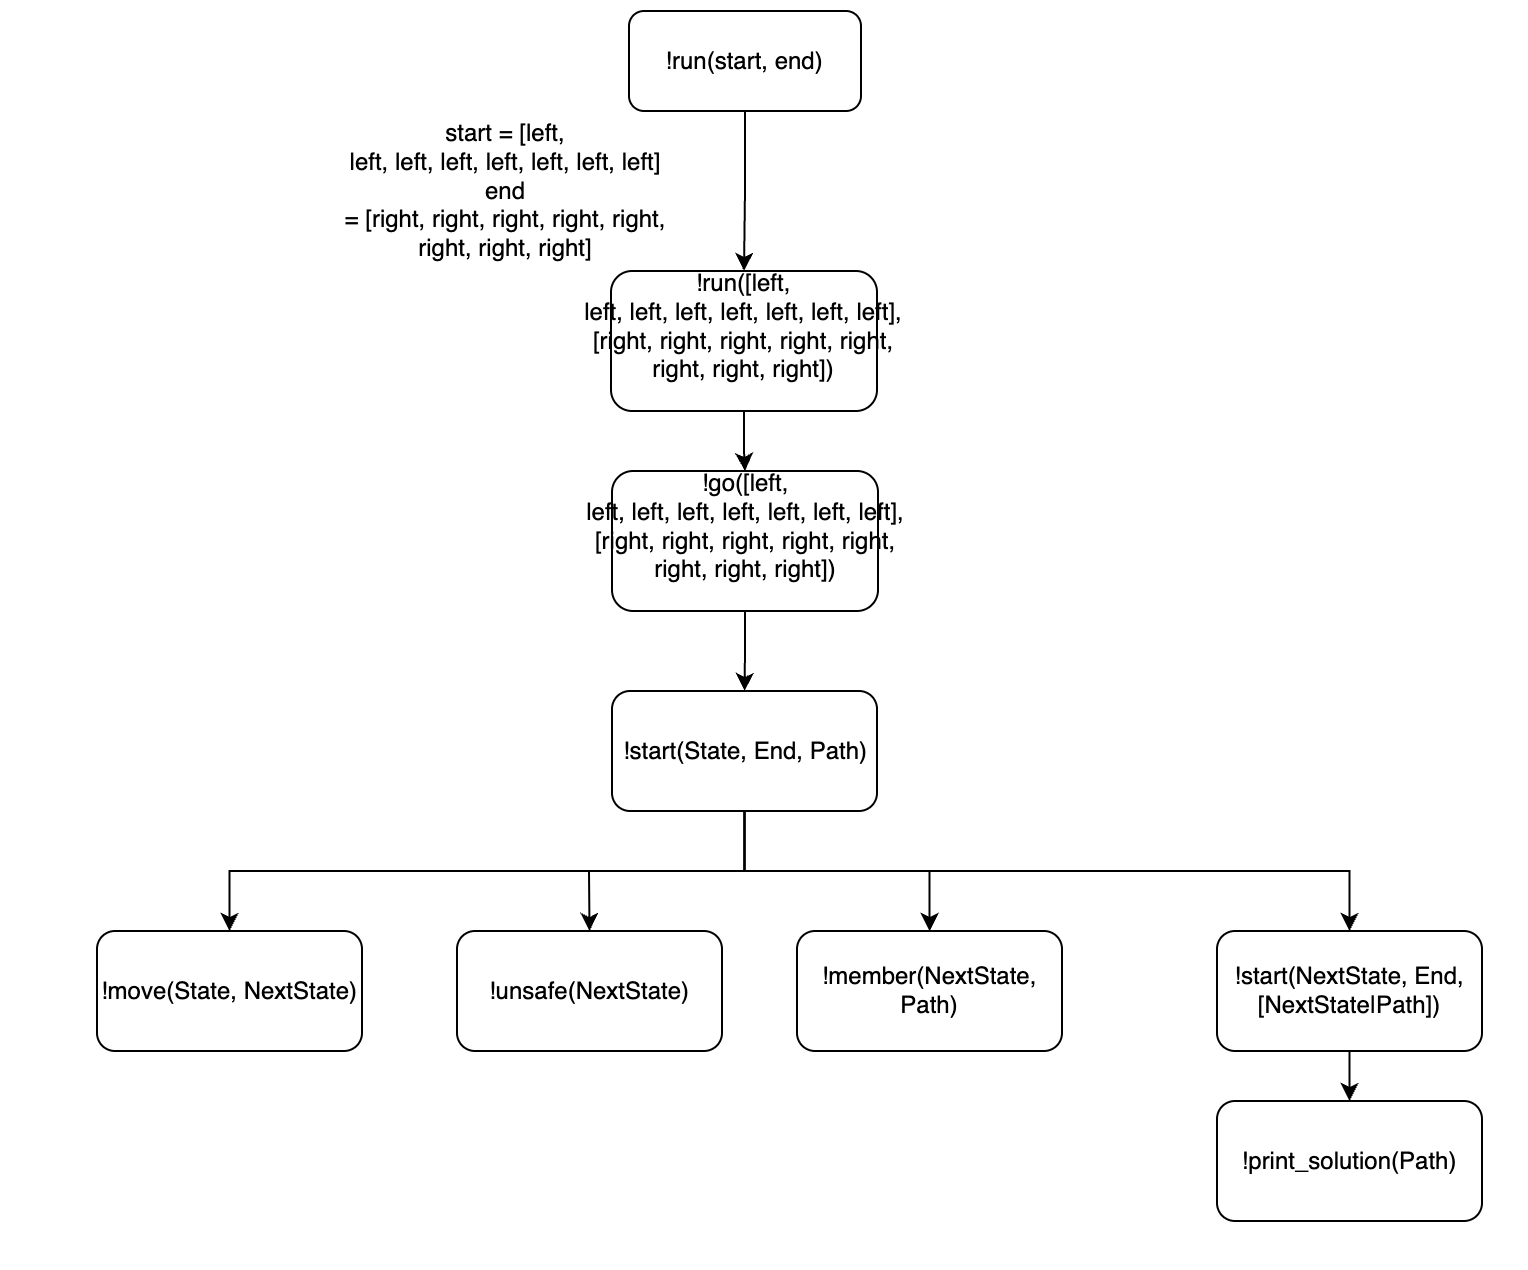 !run(start, end)
start = [left,
left, left, left, left, left, left, left]
end
= [right, right, right, right, right,
right, right, right]
!run([left,
left, left, left, left, left, left, left],
[right, right, right, right, right,
right, right, right])
!go([left,
left, left, left, left, left, left, left],
[right, right, right, right, right,
right, right, right])
!start(State, End, Path)
!move(State, NextState)
!unsafe(NextState)
!member(NextState,
Path)
!start(NextState, End,
[NextState|Path])
!print_solution(Path)